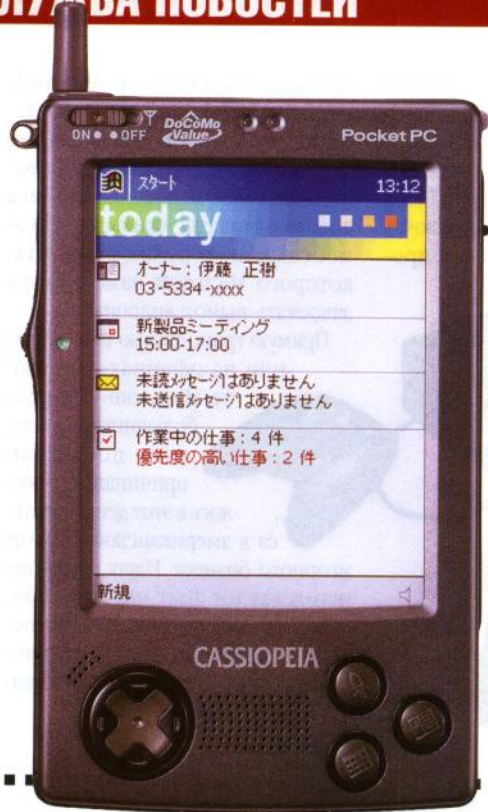 НОВОСТЕЙ
ON OFF DoCoMo Value Pocket PC
スタート 13:12
today
オーナー: 伊藤 正樹
03-5334-xxxx
新製品ミーティング
15:00-17:00
未読メッセージはありません
未送信メッセージはありません
作業中の仕事: 4 件
優先度の高い仕事: 2 件
新規
CASSIOPEIA